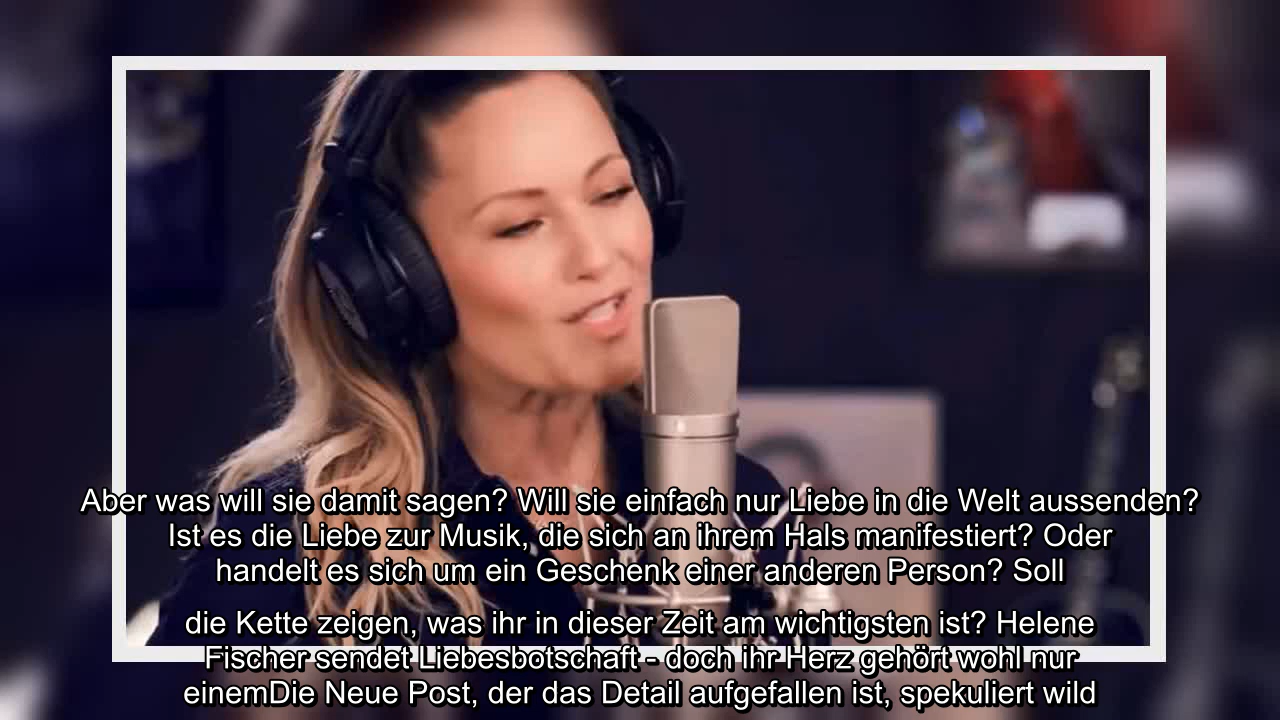 Aber was will sie damit sagen? Will sie einfach nur Liebe in die Welt aussenden?
Ist es die Liebe zur Musik, die sich an ihrem Hals manifestiert? Oder
handelt es sich um ein Geschenk einer anderen Person? Soll
die Kette zeigen, was ihr in dieser Zeit am wichtigsten ist? Helene
Fischer sendet Liebesbotschaft - doch ihr Herz gehört wohl nur
einemDie Neue Post, der das Detail aufgefallen ist, spekuliert wild